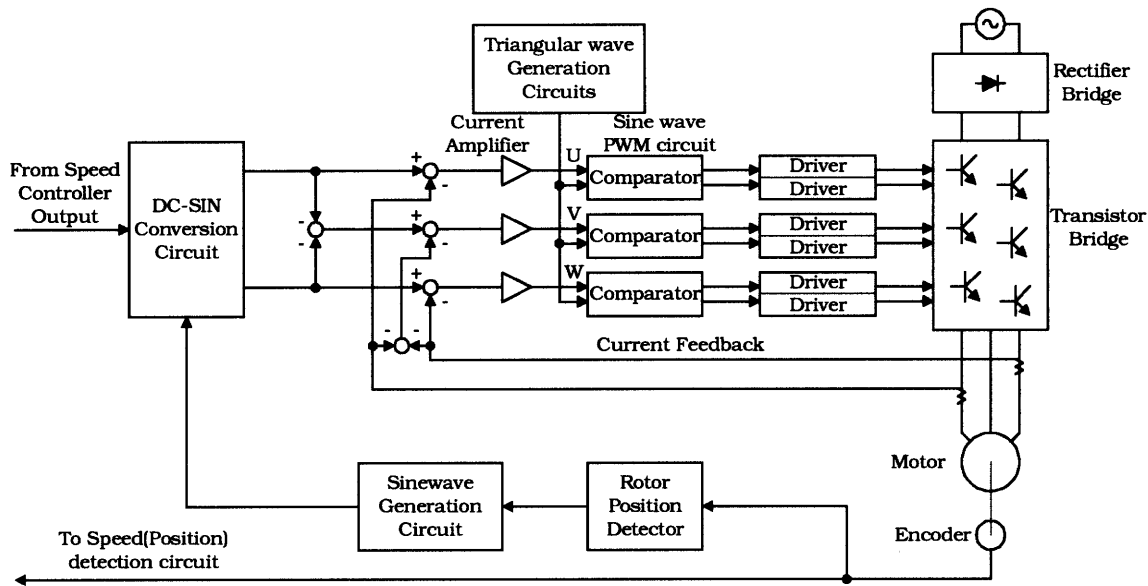 Triangular wave
Generation
Circuits
Rectifier
Bridge
Current
Amplifier
Sine wave
PWM circuit
From Speed
Controller
Output
DC-SIN
Conversion
Circuit
+
-
U
Comparator
Driver
Driver
-
-
+
-
V
Comparator
Driver
Driver
Transistor
Bridge
+
-
W
Comparator
Driver
Driver
-
-
Current Feedback
Motor
Sinewave
Generation
Circuit
Rotor
Position
Detector
Encoder
To Speed(Position)
detection circuit